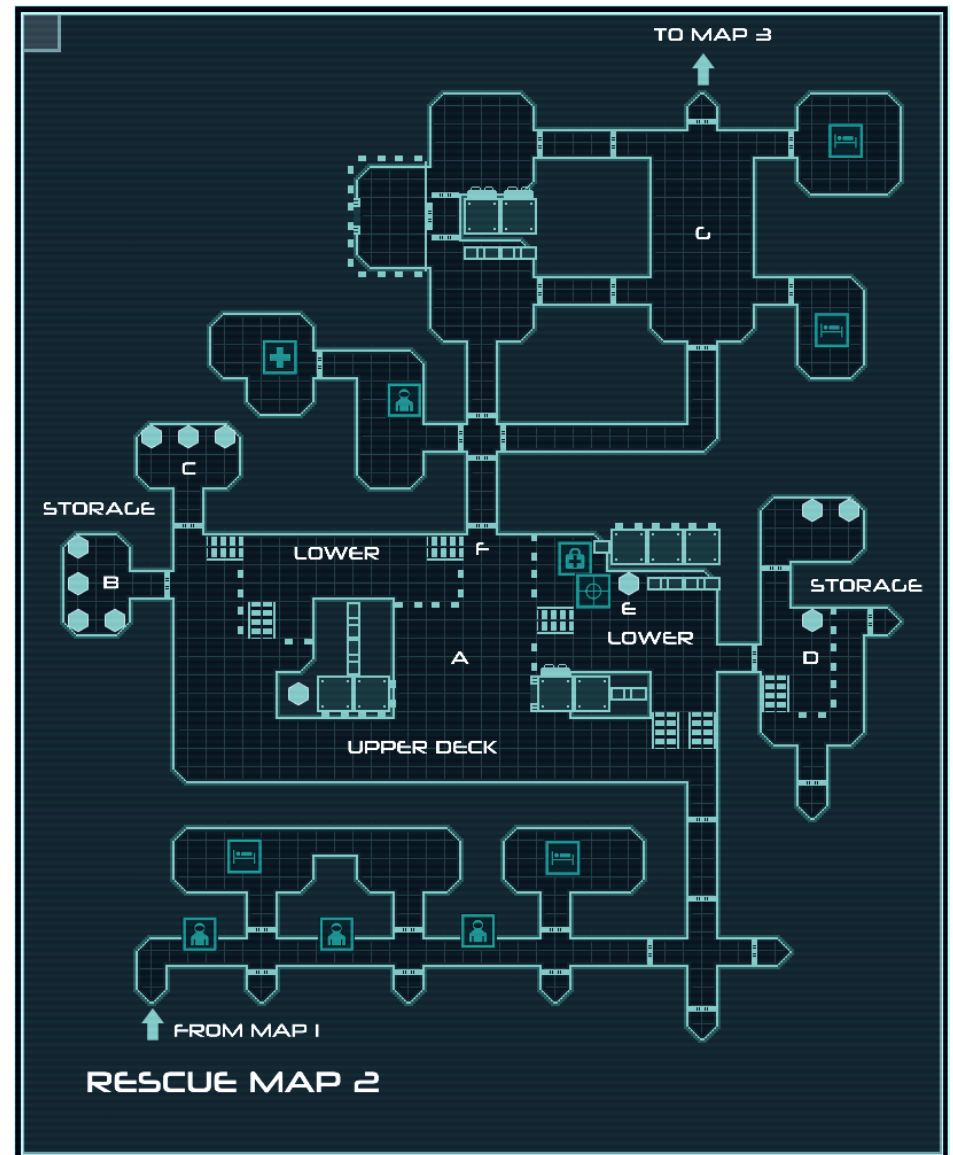 TO MAP 3
G
C
STORAGE
LOWER
F
B
E
STORAGE
LOWER
A
D
UPPER DECK
FROM MAP 1
RESCUE MAP 2